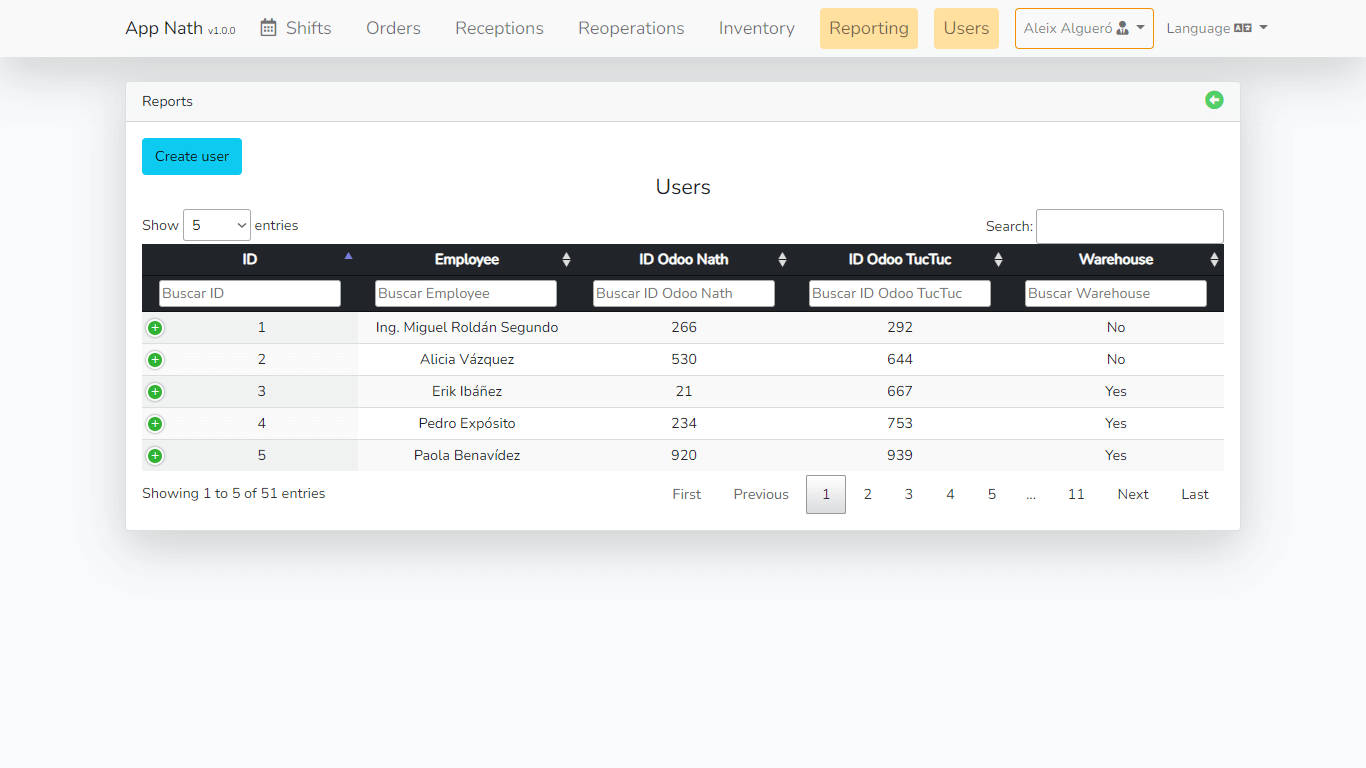 App Nath v1.0.0 Shifts Orders Receptions Reoperations Inventory Reporting Users Aleix Algueró Language
Reports
Create user
Users
Show 5 entries Search:
ID Employee ID Odoo Nath ID Odoo TucTuc Warehouse
Buscar ID Buscar Employee Buscar ID Odoo Nath Buscar ID Odoo TucTuc Buscar Warehouse
1 Ing. Miguel Roldán Segundo 266 292 No
2 Alicia Vázquez 530 644 No
3 Erik Ibáñez 21 667 Yes
4 Pedro Expósito 234 753 Yes
5 Paola Benavídez 920 939 Yes
Showing 1 to 5 of 51 entries First Previous 1 2 3 4 5 … 11 Next Last